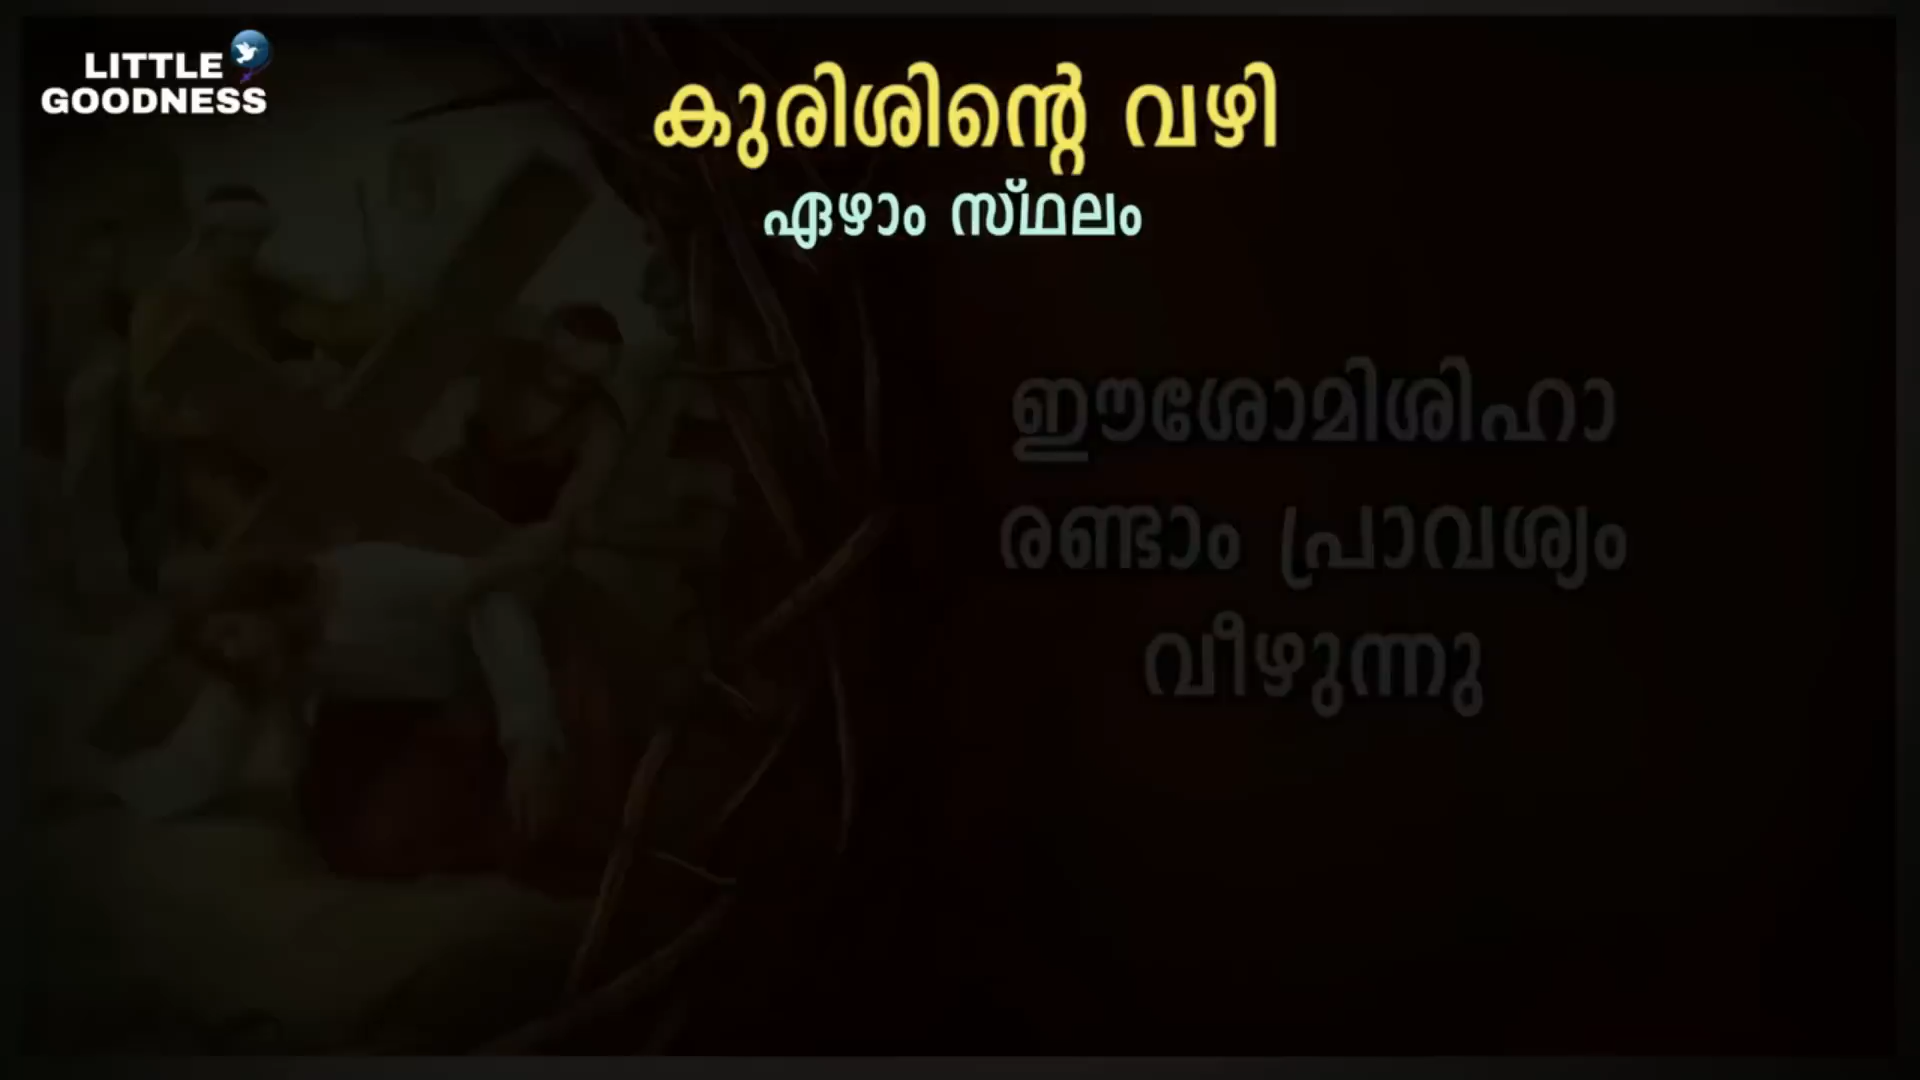 LITTLE
GOODNESS
കുരിശിന്റെ വഴി
ഏഴാം സ്ഥലം
ഈശോമിശിഹാ
രണ്ടാം പ്രാവശ്യം
വീഴുന്നു